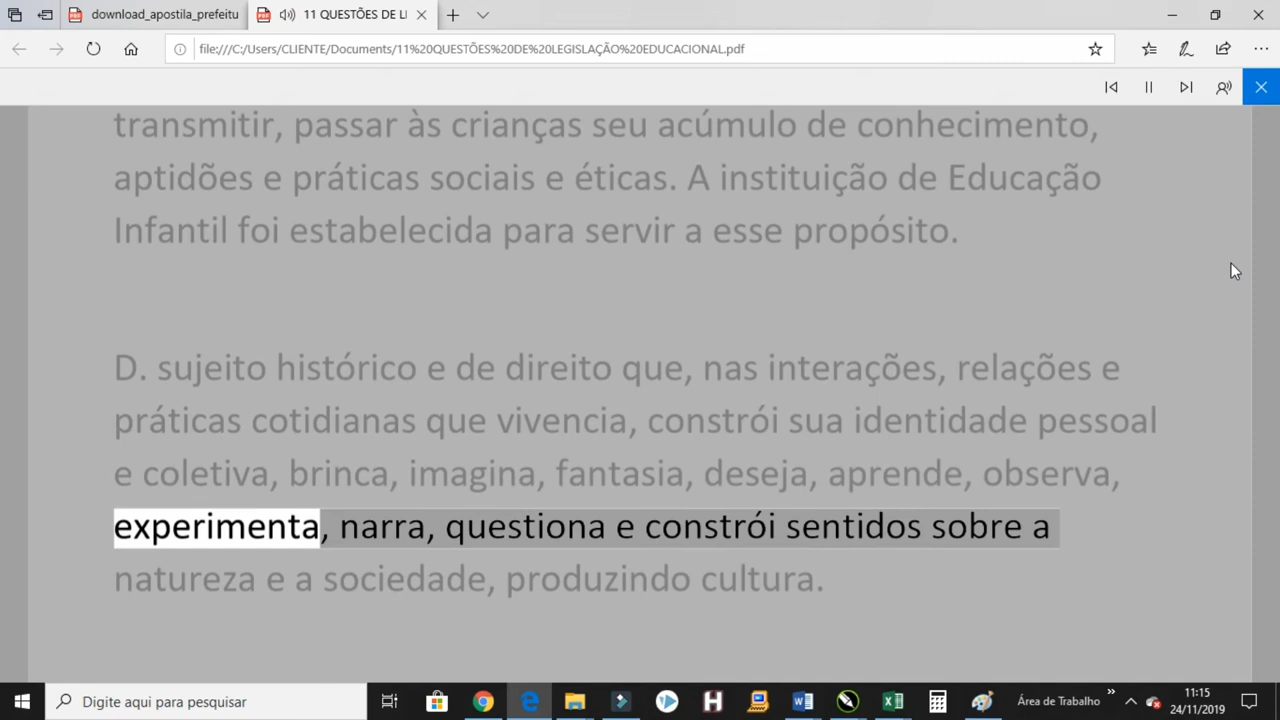 download_apostila_prefeitu
11 QUESTÕES DE LI
file:///C:/Users/CLIENTE/Documents/11%20QUESTÕES%20DE%20LEGISLAÇÃO%20EDUCACIONAL.pdf
transmitir, passar às crianças seu acúmulo de conhecimento,
aptidões e práticas sociais e éticas. A instituição de Educação
Infantil foi estabelecida para servir a esse propósito.
D. sujeito histórico e de direito que, nas interações, relações e
práticas cotidianas que vivencia, constrói sua identidade pessoal
e coletiva, brinca, imagina, fantasia, deseja, aprende, observa,
experimenta, narra, questiona e constrói sentidos sobre a
natureza e a sociedade, produzindo cultura.
Digite aqui para pesquisar
Área de Trabalho
11:15
24/11/2019